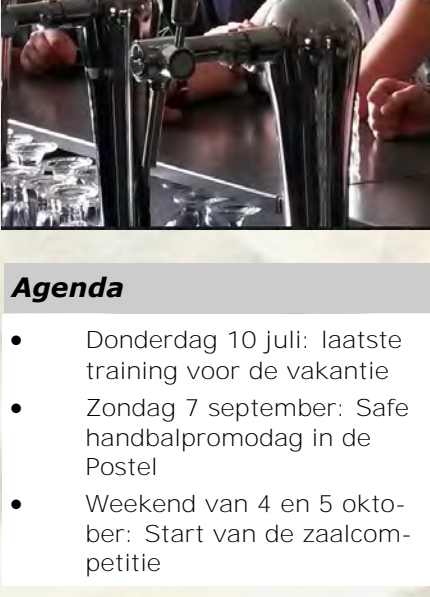 Agenda
• Donderdag 10 juli: laatste
training voor de vakantie
• Zondag 7 september: Safe
handbalpromodag in de
Postel
• Weekend van 4 en 5 okto-
ber: Start van de zaalcom-
petitie